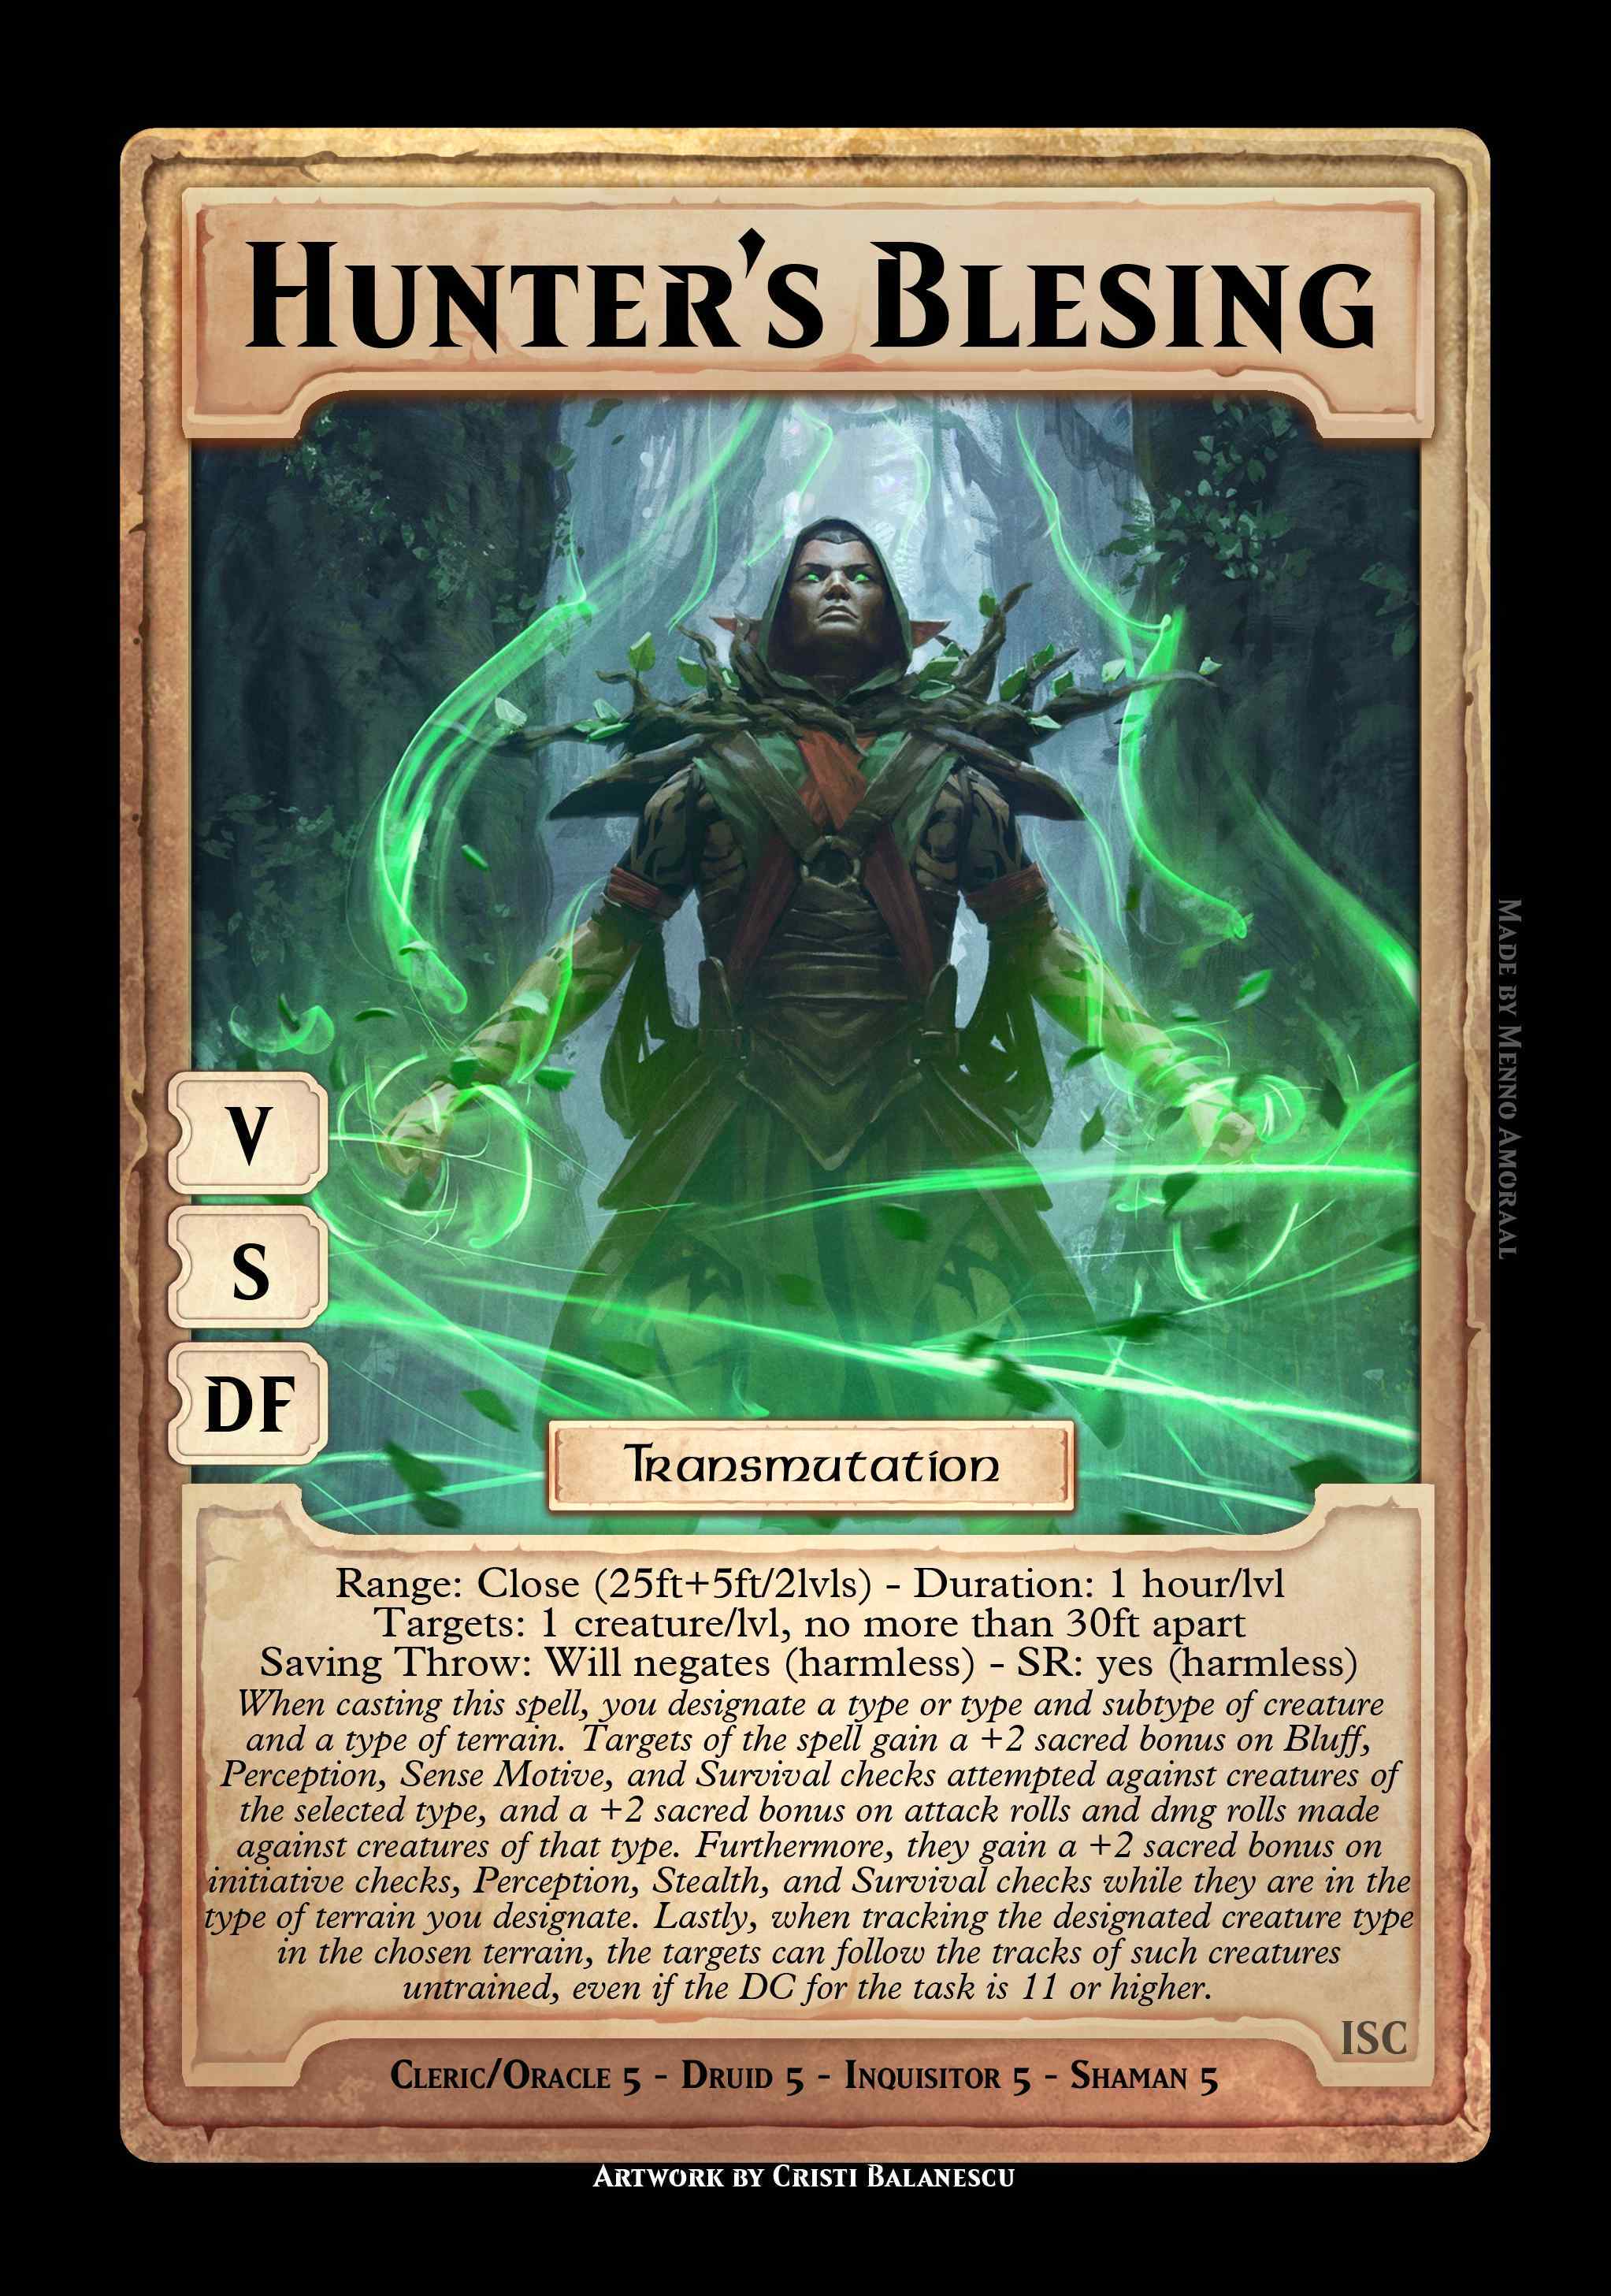 Hunter's Blesing
V
S
DF
Transmutation
Range: Close (25ft+5ft/2lvls) - Duration: 1 hour/lvl
Targets: 1 creature/lvl, no more than 30ft apart
Saving Throw: Will negates (harmless) - SR: yes (harmless)
When casting this spell, you designate a type or type and subtype of creature
and a type of terrain. Targets of the spell gain a +2 sacred bonus on Bluff,
Perception, Sense Motive, and Survival checks attempted against creatures of
the selected type, and a +2 sacred bonus on attack rolls and dmg rolls made
against creatures of that type. Furthermore, they gain a +2 sacred bonus on
initiative checks, Perception, Stealth, and Survival checks while they are in the
type of terrain you designate. Lastly, when tracking the designated creature type
in the chosen terrain, the targets can follow the tracks of such creatures
untrained, even if the DC for the task is 11 or higher.
ISC
Cleric/Oracle 5 - Druid 5 - Inquisitor 5 - Shaman 5
Artwork by Cristi Balanescu
Made by Menno Amoraal